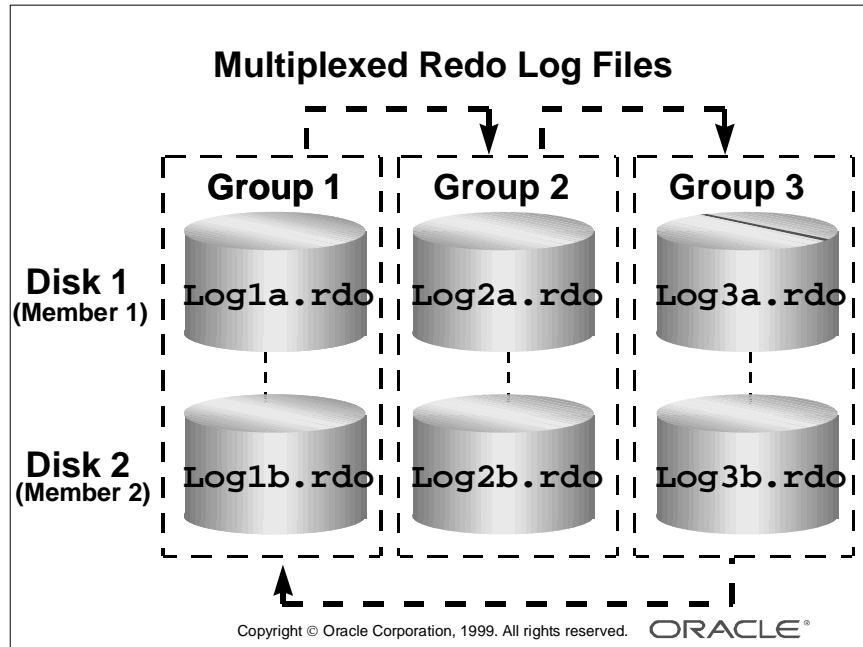 Multiplexed Redo Log Files
Group 1 Group 2 Group 3
Disk 1
(Member 1)
Log1a.rdo Log2a.rdo Log3a.rdo
Disk 2
(Member 2)
Log1b.rdo Log2b.rdo Log3b.rdo
Copyright © Oracle Corporation, 1999. All rights reserved. ORACLE®